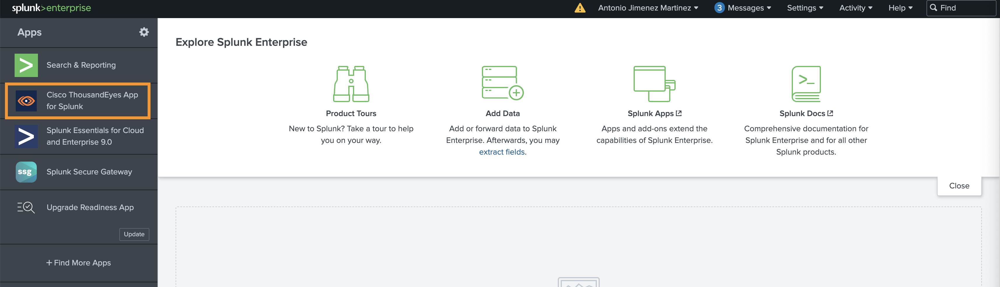 splunk>enterprise
Antonio Jimenez Martinez
3 Messages
Settings
Activity
Help
Find
Apps
Search & Reporting
Cisco ThousandEyes App
for Splunk
Splunk Essentials for Cloud
and Enterprise 9.0
ssg
Splunk Secure Gateway
Upgrade Readiness App
Update
+ Find More Apps
Explore Splunk Enterprise
Product Tours
New to Splunk? Take a tour to help
you on your way.
Add Data
Add or forward data to Splunk
Enterprise. Afterwards, you may
extract fields.
Splunk Apps
Apps and add-ons extend the
capabilities of Splunk Enterprise.
Splunk Docs
Comprehensive documentation for
Splunk Enterprise and for all other
Splunk products.
Close